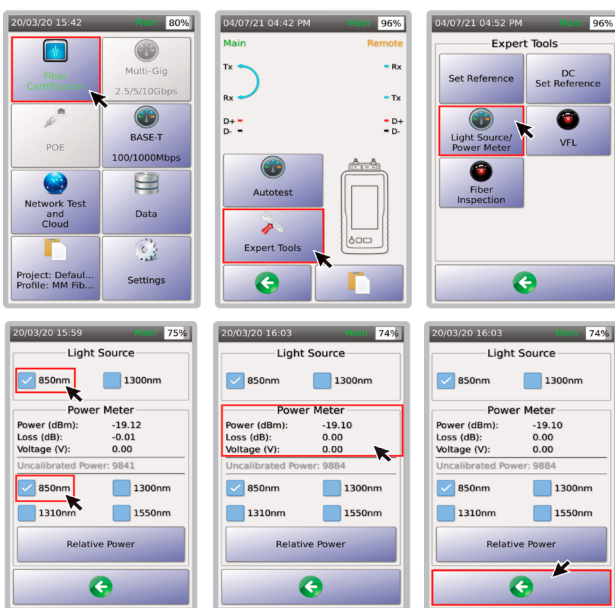 20/03/20 15:42 Main 80%
Fiber
Multi-Gig
2.5/5/10Gbps
POE
BASE-T
100/1000Mbps
Network Test
and
Cloud
Data
Project: Defaul...
Profile: MM Fib...
Settings
04/07/21 04:42 PM Main 96%
Main Remote
Tx Rx
Rx Tx
D+ D+
D- D-
Autotest
Expert Tools
04/07/21 04:52 PM Main 96%
Expert Tools
Set Reference
DC
Set Reference
Light Source/
Power Meter
VFL
Fiber
Inspection
20/03/20 15:59 Main 75%
Light Source
850nm 1300nm
Power Meter
Power (dBm): -19.12
Loss (dB): -0.01
Voltage (V): 0.00
Uncalibrated Power: 9841
850nm 1300nm
1310nm 1550nm
Relative Power
20/03/20 16:03 Main 74%
Light Source
850nm 1300nm
Power Meter
Power (dBm): -19.10
Loss (dB): 0.00
Voltage (V): 0.00
Uncalibrated Power: 9884
850nm 1300nm
1310nm 1550nm
Relative Power
20/03/20 16:03 Main 74%
Light Source
850nm 1300nm
Power Meter
Power (dBm): -19.10
Loss (dB): 0.00
Voltage (V): 0.00
Uncalibrated Power: 9884
850nm 1300nm
1310nm 1550nm
Relative Power